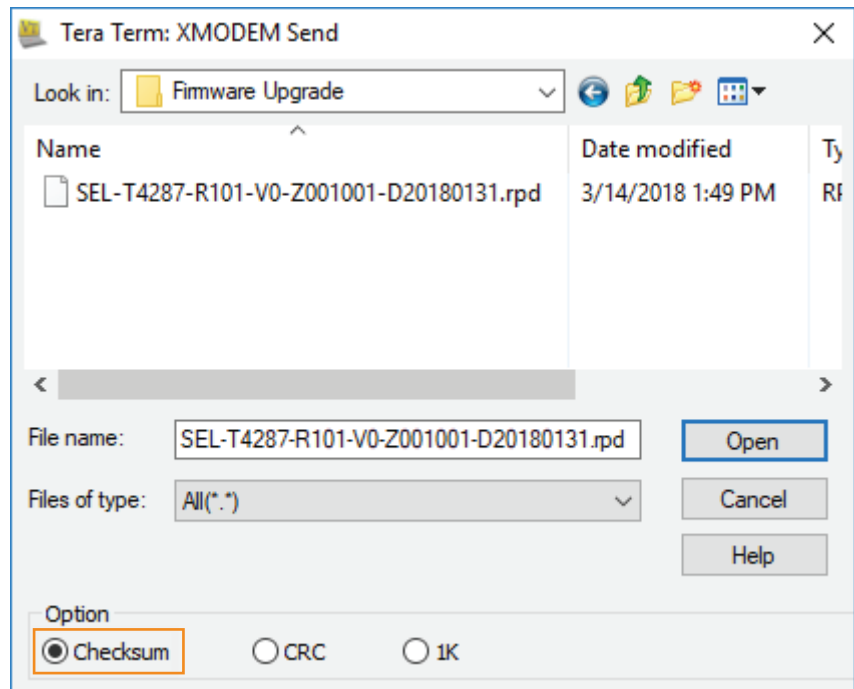 Tera Term: XMODEM Send
Look in: Firmware Upgrade
Name Date modified Ty
SEL-T4287-R101-V0-Z001001-D20180131.rpd 3/14/2018 1:49 PM
File name: SEL-T4287-R101-V0-Z001001-D20180131.rpd Open
Files of type: All(*.*) Cancel
Help
Option
Checksum CRC 1K